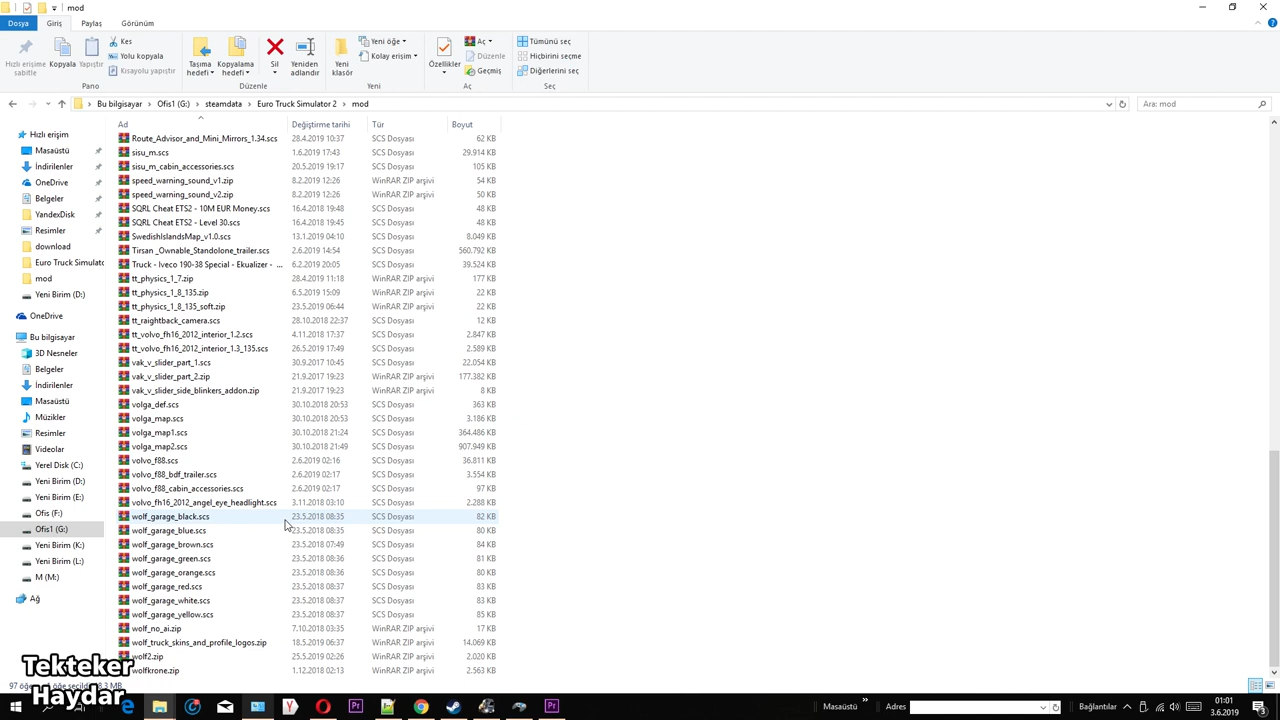 mod
Dosya Giriş Paylaş Görünüm
Hızlı erişime sabitle
Kopyala
Yapıştır
Kes
Yolu kopyala
Kısayolu yapıştır
Pano
Taşıma hedefi
Kopyalama hedefi
Sil
Yeniden adlandır
Düzenle
Yeni klasör
Yeni öğe
Kolay erişim
Yeni
Özellikler
Aç
Düzenle
Geçmiş
Aç
Tümünü seç
Hiçbirini seç
Diğerlerini seç
Seç
Bu bilgisayar Ofis1 (G:) steamdata Euro Truck Simulator 2 mod
Ara: mod
Hızlı erişim
Masaüstü
İndirilenler
OneDrive
Belgeler
YandexDisk
Resimler
download
Euro Truck Simulato
mod
Yeni Birim (D:)
OneDrive
Bu bilgisayar
3D Nesneler
Belgeler
İndirilenler
Masaüstü
Müzikler
Resimler
Videolar
Yerel Disk (C:)
Yeni Birim (D:)
Yeni Birim (E:)
Ofis (F:)
Ofis1 (G:)
Yeni Birim (K:)
Yeni Birim (L:)
M (M:)
Ağ
Ad Değiştirme tarihi Tür Boyut
Route_Advisor_and_Mini_Mirrors_1.34.scs 28.4.2019 10:37 SCS Dosyası 62 KB
sisu_m.scs 1.6.2019 17:43 SCS Dosyası 29.914 KB
sisu_m_cabin_accessories.scs 20.5.2019 19:17 SCS Dosyası 105 KB
speed_warning_sound_v1.zip 8.2.2019 12:26 WinRAR ZIP arşivi 54 KB
speed_warning_sound_v2.zip 8.2.2019 12:26 WinRAR ZIP arşivi 50 KB
SQRL Cheat ETS2 - 10M EUR Money.scs 16.4.2018 19:48 SCS Dosyası 48 KB
SQRL Cheat ETS2 - Level 30.scs 16.4.2018 19:45 SCS Dosyası 48 KB
SwedishIslandsMap_v1.0.scs 13.1.2019 04:10 SCS Dosyası 8.049 KB
Tirsan _Ownable_Standolone_trailer.scs 2.6.2019 14:54 SCS Dosyası 560.792 KB
Truck - Iveco 190-38 Special - Ekualizer - ... 6.2.2019 20:05 SCS Dosyası 39.524 KB
tt_physics_1_7.zip 28.4.2019 11:18 WinRAR ZIP arşivi 177 KB
tt_physics_1_8_135.zip 6.5.2019 15:09 WinRAR ZIP arşivi 22 KB
tt_physics_1_8_135_soft.zip 23.5.2019 06:44 WinRAR ZIP arşivi 22 KB
tt_raightback_camera.scs 28.10.2018 22:37 SCS Dosyası 12 KB
tt_volvo_fh16_2012_interior_1.2.scs 4.11.2018 17:37 SCS Dosyası 2.847 KB
tt_volvo_fh16_2012_interior_1.3_135.scs 26.5.2019 17:49 SCS Dosyası 2.589 KB
vak_v_slider_part_1.scs 30.9.2017 10:45 SCS Dosyası 22.054 KB
vak_v_slider_part_2.zip 21.9.2017 19:23 WinRAR ZIP arşivi 177.382 KB
vak_v_slider_side_blinkers_addon.zip 21.9.2017 19:23 WinRAR ZIP arşivi 8 KB
volga_def.scs 30.10.2018 20:53 SCS Dosyası 363 KB
volga_map.scs 30.10.2018 20:53 SCS Dosyası 3.186 KB
volga_map1.scs 30.10.2018 21:24 SCS Dosyası 364.486 KB
volga_map2.scs 30.10.2018 21:49 SCS Dosyası 907.949 KB
volvo_f88.scs 2.6.2019 02:16 SCS Dosyası 36.811 KB
volvo_f88_bdf_trailer.scs 2.6.2019 02:17 SCS Dosyası 3.554 KB
volvo_f88_cabin_accessories.scs 2.6.2019 02:17 SCS Dosyası 97 KB
volvo_fh16_2012_angel_eye_headlight.scs 3.11.2018 03:10 SCS Dosyası 2.288 KB
wolf_garage_black.scs 23.5.2018 08:35 SCS Dosyası 82 KB
wolf_garage_blue.scs 23.5.2018 08:35 SCS Dosyası 80 KB
wolf_garage_brown.scs 23.5.2018 07:49 SCS Dosyası 84 KB
wolf_garage_green.scs 23.5.2018 08:36 SCS Dosyası 81 KB
wolf_garage_orange.scs 23.5.2018 08:36 SCS Dosyası 80 KB
wolf_garage_red.scs 23.5.2018 08:37 SCS Dosyası 83 KB
wolf_garage_white.scs 23.5.2018 08:37 SCS Dosyası 83 KB
wolf_garage_yellow.scs 23.5.2018 08:37 SCS Dosyası 85 KB
wolf_no_ai.zip 7.10.2018 03:35 WinRAR ZIP arşivi 17 KB
wolf_truck_skins_and_profile_logos.zip 18.5.2019 06:37 WinRAR ZIP arşivi 14.069 KB
wolf2.zip 25.5.2019 02:26 WinRAR ZIP arşivi 2.020 KB
wolfkrone.zip 1.12.2018 02:13 WinRAR ZIP arşivi 2.563 KB
Tekteker
Haydar
Masaüstü
Adres
Bağlantılar
01:01
3.6.2019